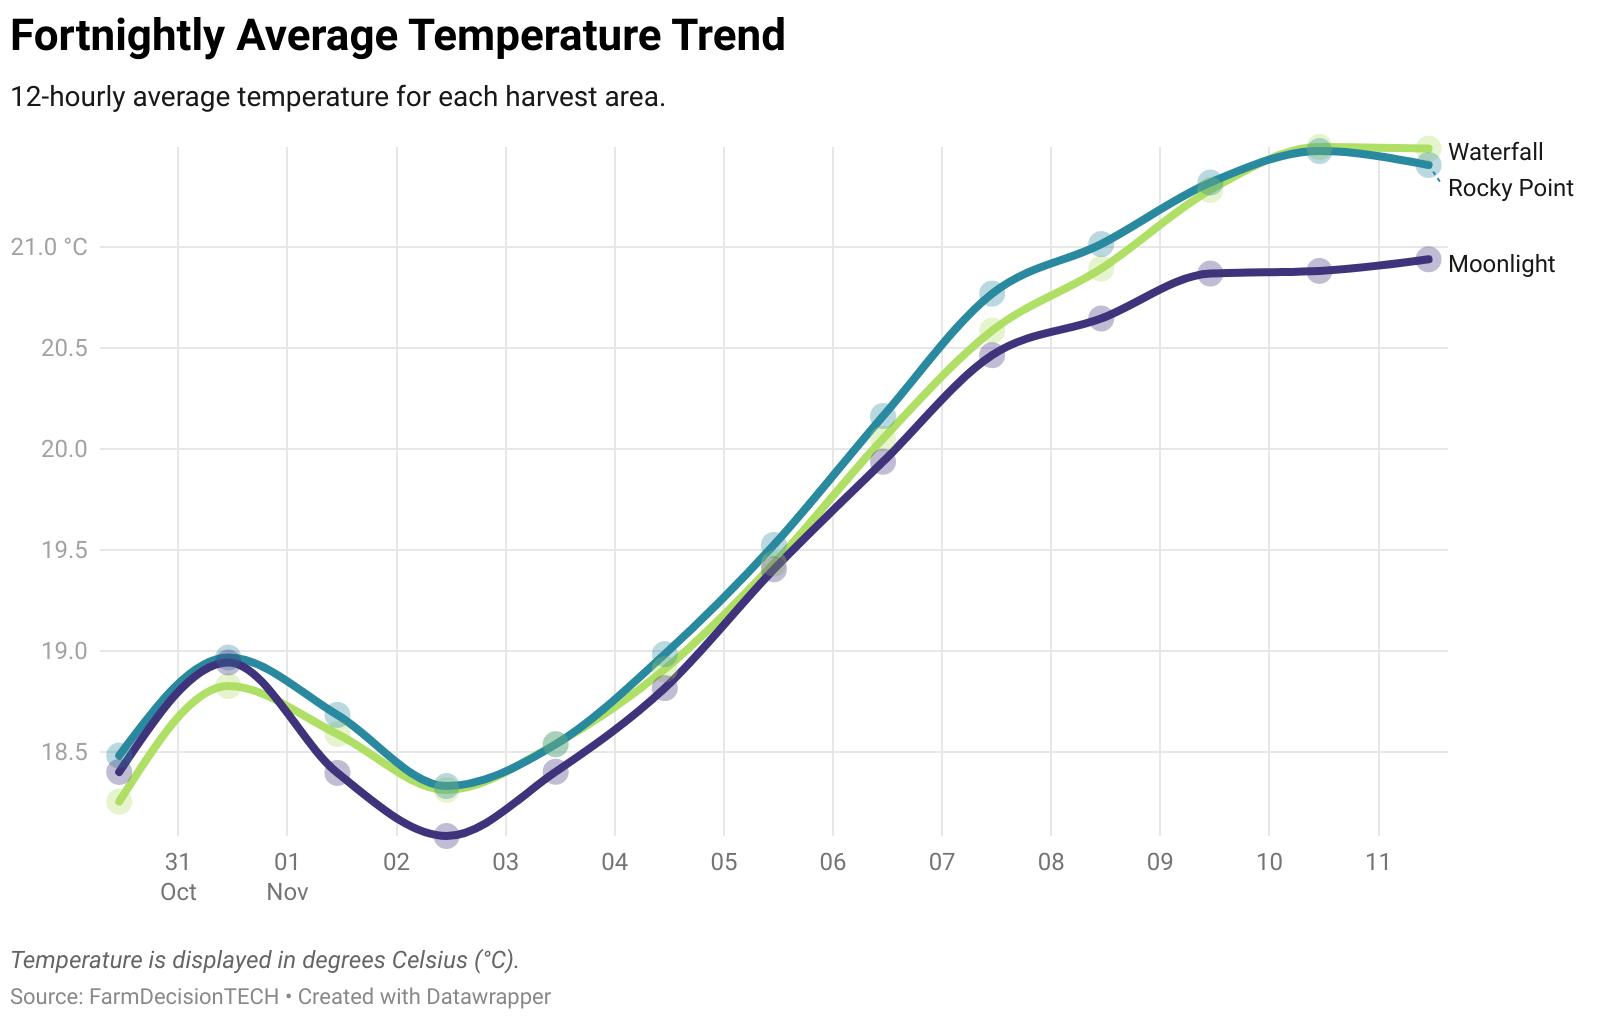 Fortnightly Average Temperature Trend
12-hourly average temperature for each harvest area.
Waterfall
Rocky Point
21.0 °C
Moonlight
20.5
20.0
19.5
19.0
18.5
31 01 02 03 04 05 06 07 08 09 10 11
Oct Nov
Temperature is displayed in degrees Celsius (°C).
Source: FarmDecisionTECH • Created with Datawrapper